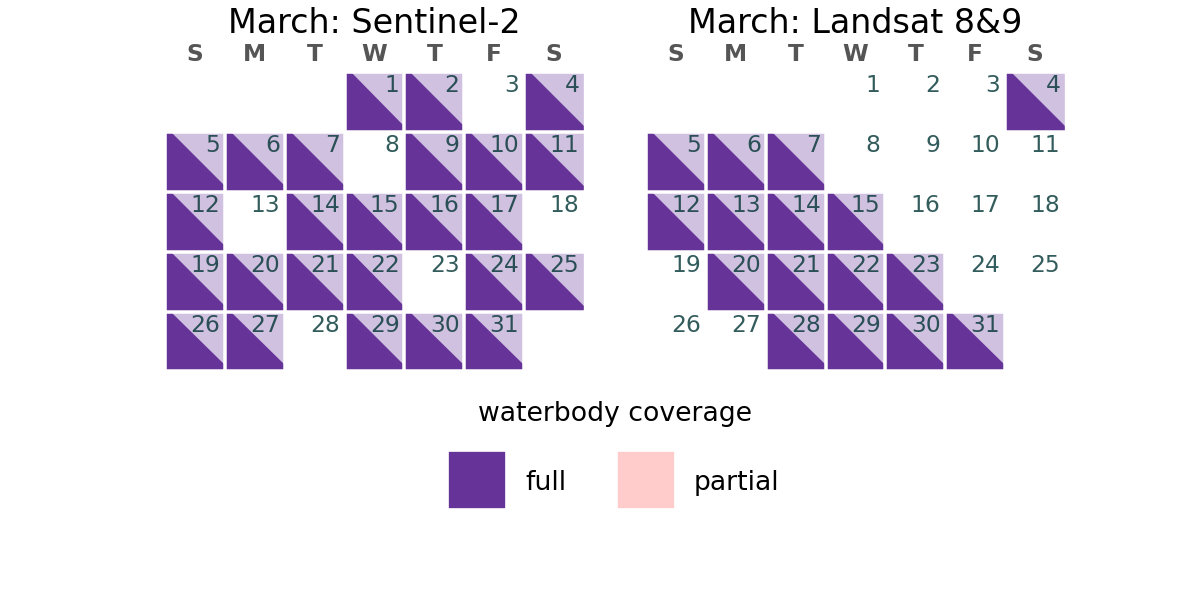 March: Sentinel-2
S M T W T F S
1 2 3 4
5 6 7 8 9 10 11
12 13 14 15 16 17 18
19 20 21 22 23 24 25
26 27 28 29 30 31
March: Landsat 8&9
S M T W T F S
1 2 3 4
5 6 7 8 9 10 11
12 13 14 15 16 17 18
19 20 21 22 23 24 25
26 27 28 29 30 31
waterbody coverage
full partial